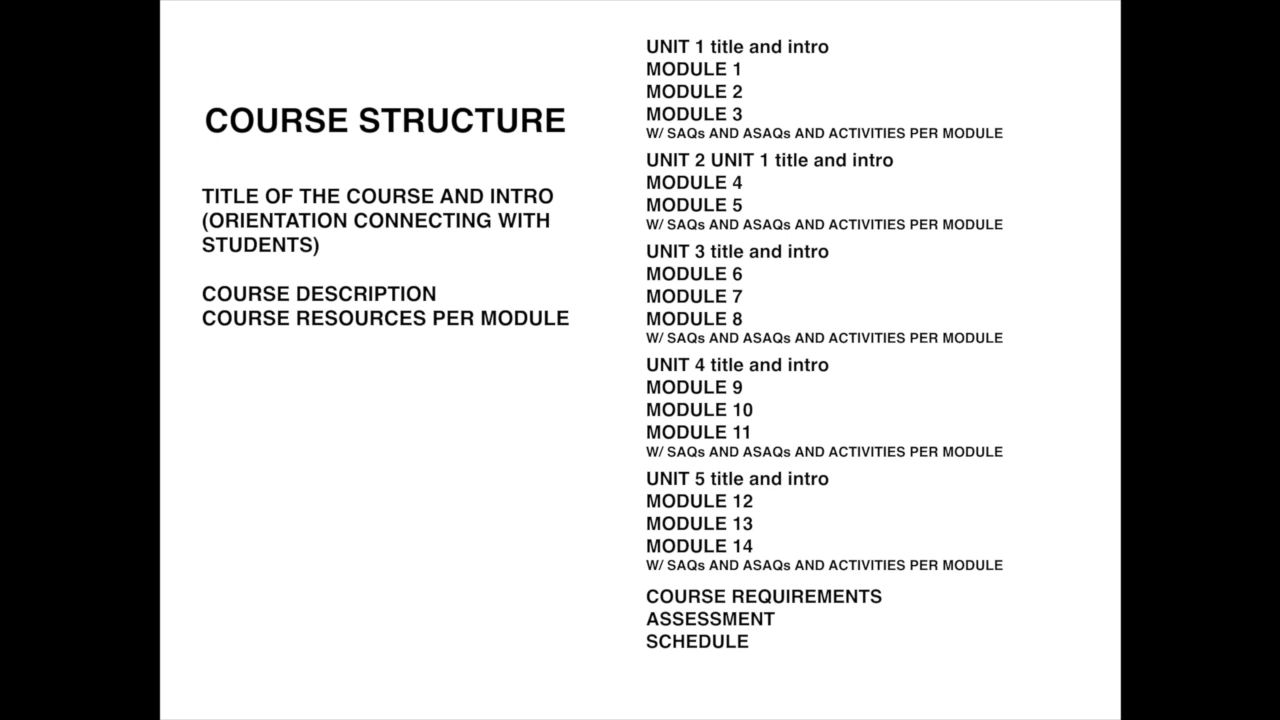 COURSE STRUCTURE
TITLE OF THE COURSE AND INTRO
(ORIENTATION CONNECTING WITH
STUDENTS)
COURSE DESCRIPTION
COURSE RESOURCES PER MODULE
UNIT 1 title and intro
MODULE 1
MODULE 2
MODULE 3
W/ SAQs AND ASAQs AND ACTIVITIES PER MODULE
UNIT 2 UNIT 1 title and intro
MODULE 4
MODULE 5
W/ SAQs AND ASAQs AND ACTIVITIES PER MODULE
UNIT 3 title and intro
MODULE 6
MODULE 7
MODULE 8
W/ SAQs AND ASAQs AND ACTIVITIES PER MODULE
UNIT 4 title and intro
MODULE 9
MODULE 10
MODULE 11
W/ SAQs AND ASAQs AND ACTIVITIES PER MODULE
UNIT 5 title and intro
MODULE 12
MODULE 13
MODULE 14
W/ SAQs AND ASAQs AND ACTIVITIES PER MODULE
COURSE REQUIREMENTS
ASSESSMENT
SCHEDULE